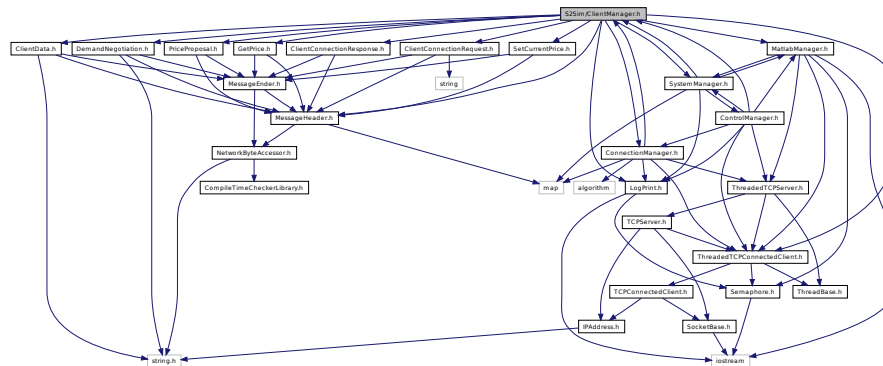 S2Sim/ClientManager.h
ClientData.h
DemandNegotiation.h
PriceProposal.h
GetPrice.h
ClientConnectionResponse.h
ClientConnectionRequest.h
SetCurrentPrice.h
MatlabManager.h
MessageEnder.h
string
SystemManager.h
MessageHeader.h
ControlManager.h
NetworkByteAccessor.h
ConnectionManager.h
CompileTimeCheckerLibrary.h
map
algorithm
LogPrint.h
ThreadedTCPServer.h
TCPServer.h
ThreadedTCPConnectedClient.h
TCPConnectedClient.h
Semaphore.h
ThreadBase.h
IPAddress.h
SocketBase.h
string.h
iostream